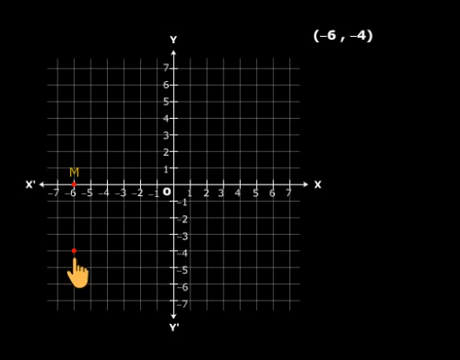 (–6 , –4)
Y
7
6
5
4
3
2
1
M
X' O X
–7 –6 –5 –4 –3 –2 –1 1 2 3 4 5 6 7
–1
–2
–3
–4
–5
–6
–7
Y'